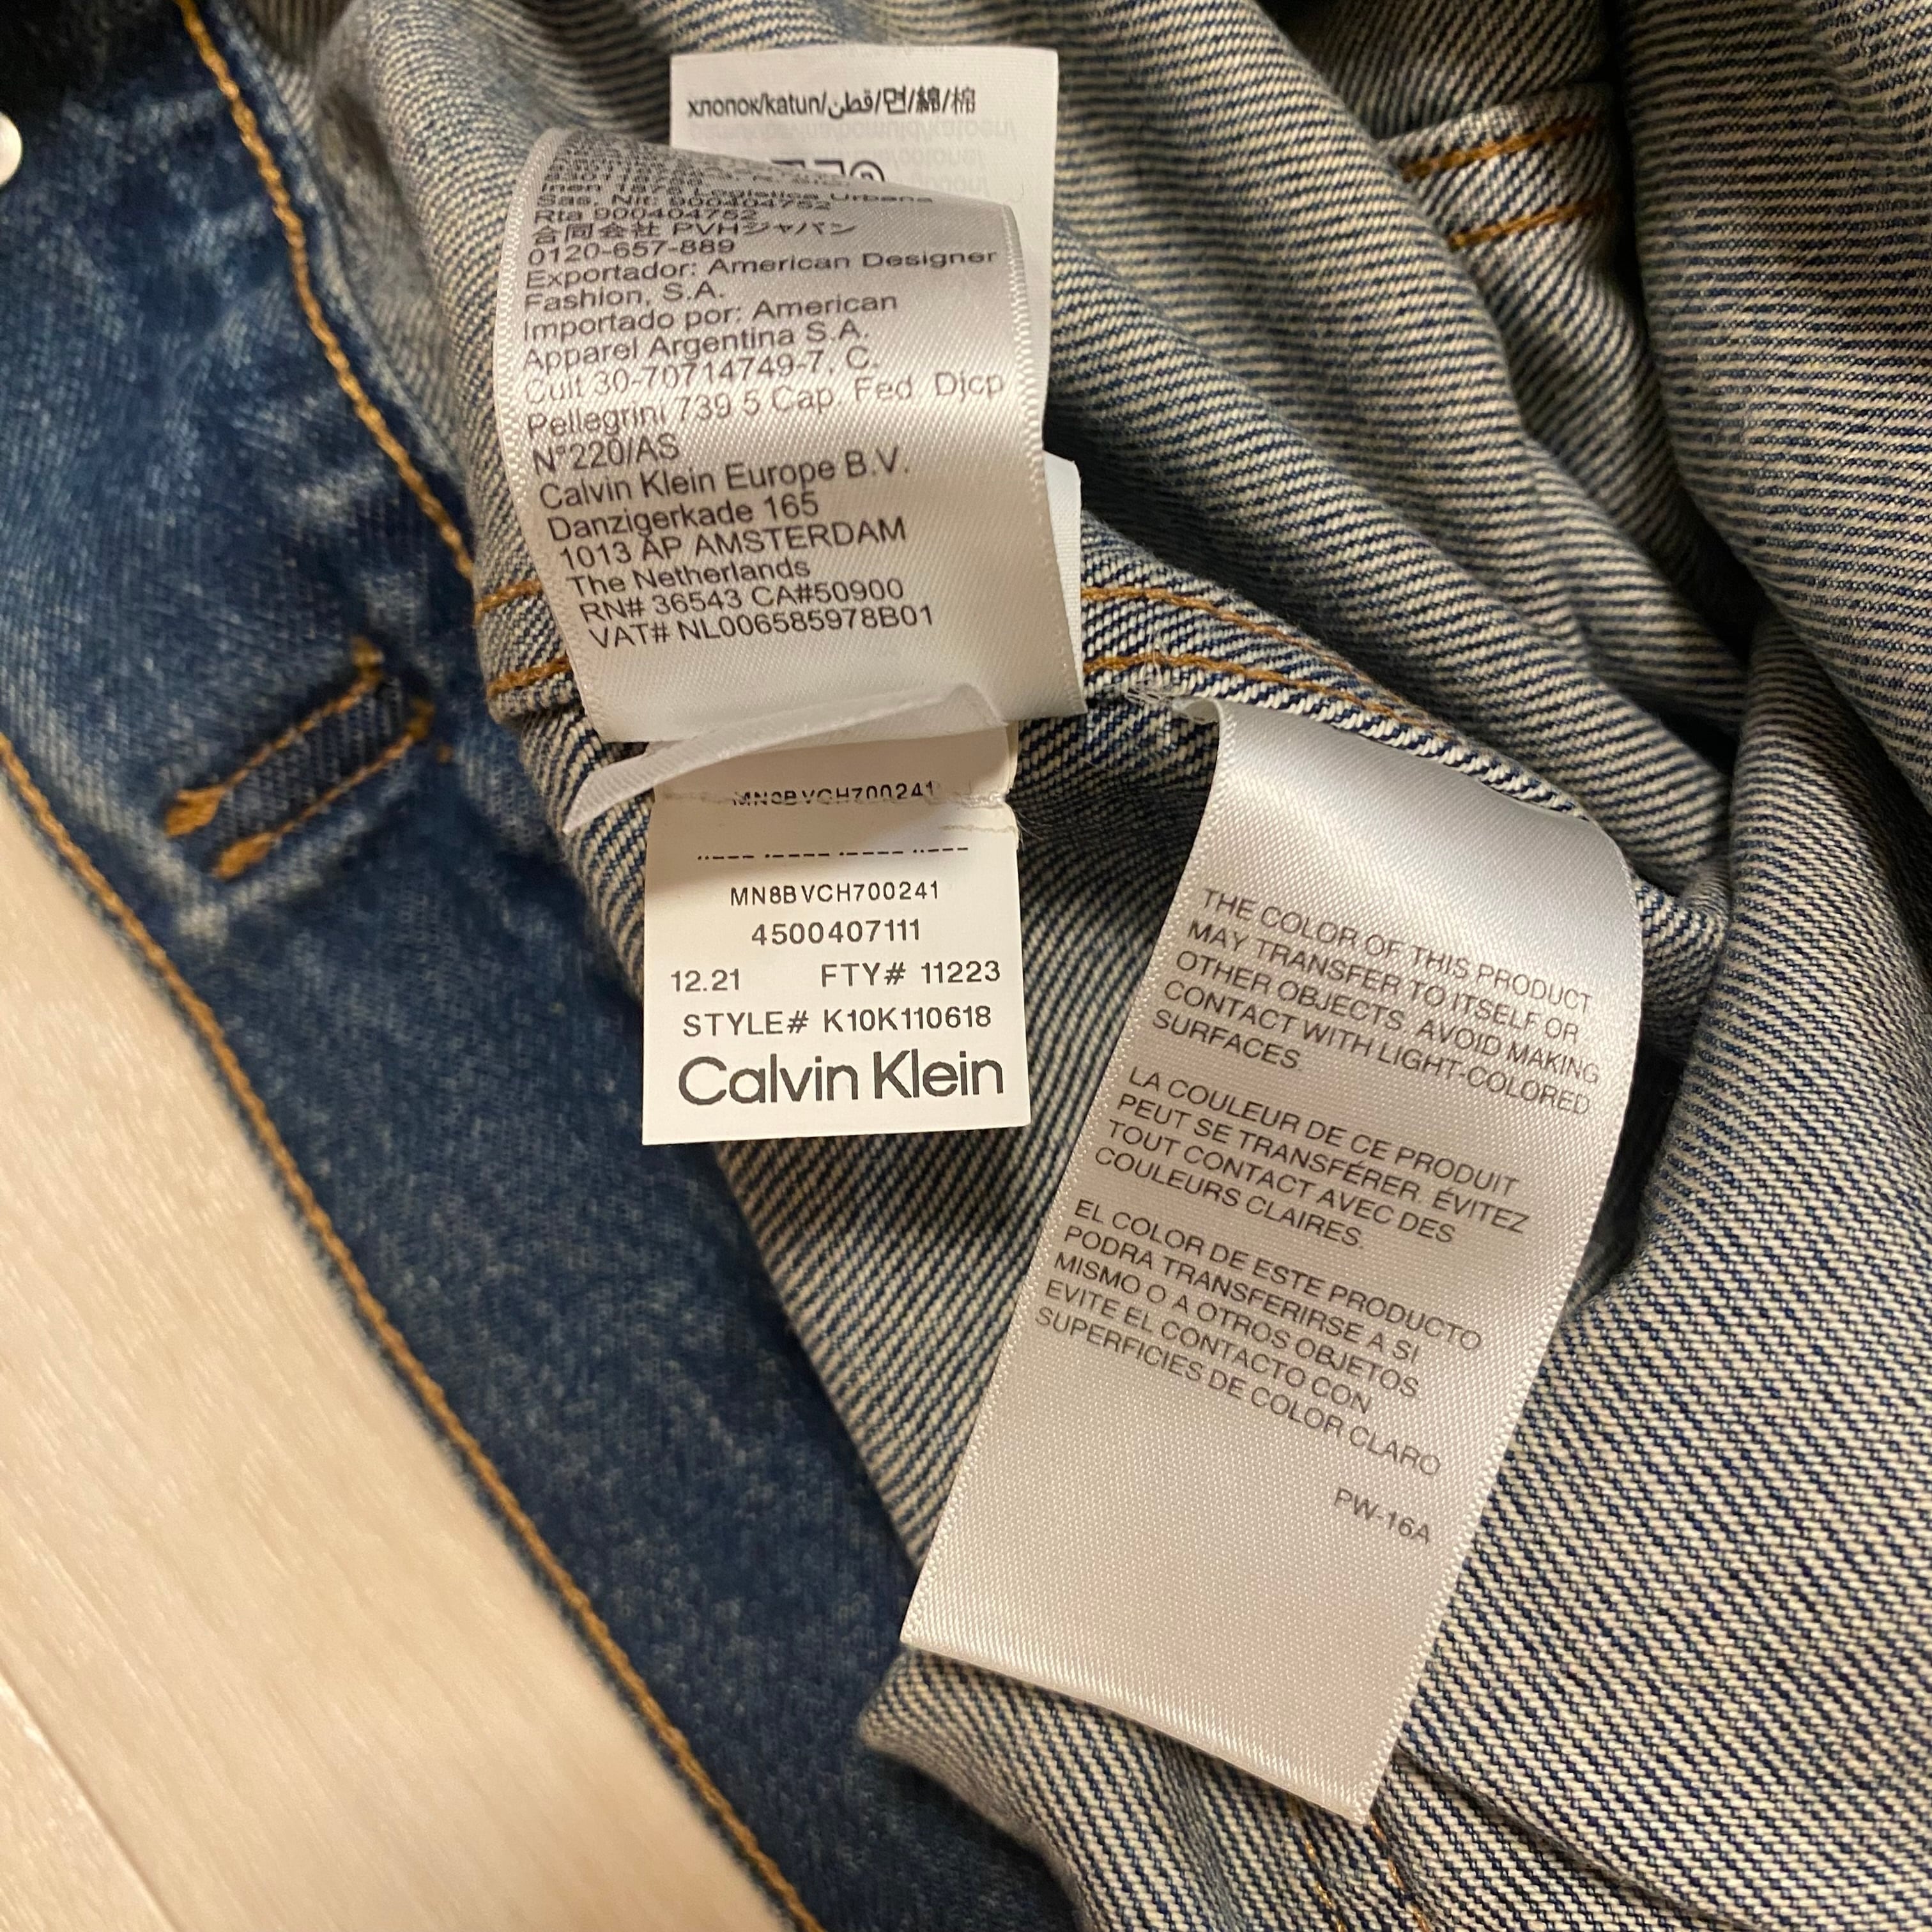 хлопок/katun/قطن/면/綿/棉
Inen 1875 Logistica Urbana
Sas. Nit: 900404752
Rta 900404752
合同会社 PVHジャパン
0120-657-889
Exportador: American Designer
Fashion, S.A.
Importado por: American
Apparel Argentina S.A.
Cuit 30-70714749-7, C.
Pellegrini 739 5 Cap. Fed Djcp
N°220/AS
Calvin Klein Europe B.V.
Danzigerkade 165
1013 AP AMSTERDAM
The Netherlands
RN# 36543 CA#50900
VAT# NL006585978B01
MN8BVCH700241
MN8BVCH700241
4500407111
12.21 FTY# 11223
STYLE# K10K110618
Calvin Klein
THE COLOR OF THIS PRODUCT
MAY TRANSFER TO ITSELF OR
OTHER OBJECTS. AVOID MAKING
CONTACT WITH LIGHT-COLORED
SURFACES
LA COULEUR DE CE PRODUIT
PEUT SE TRANSFÉRER. ÉVITEZ
TOUT CONTACT AVEC DES
COULEURS CLAIRES.
EL COLOR DE ESTE PRODUCTO
PODRA TRANSFERIRSE A SI
MISMO O A OTROS OBJETOS
EVITE EL CONTACTO CON
SUPERFICIES DE COLOR CLARO
PW-16A